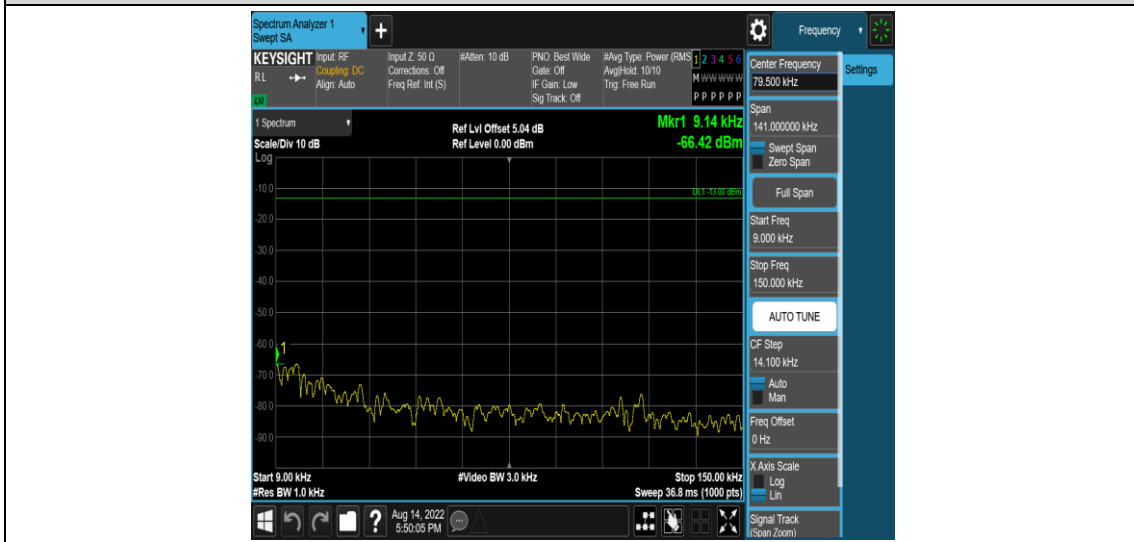 Spectrum Analyzer 1
Swept SA
+
Frequency
KEYSIGHT
RL
LXI
Input: RF
Coupling: DC
Align: Auto
Input Z: 50 Ω
Corrections: Off
Freq Ref: Int (S)
#Atten: 10 dB
PNO: Best Wide
Gate: Off
IF Gain: Low
Sig Track: Off
#Avg Type: Power (RMS
Avg|Hold: 10/10
Trig: Free Run
1 2 3 4 5 6
M W W W W W
P P P P P P
1 Spectrum
Scale/Div 10 dB
Ref Lvl Offset 5.04 dB
Ref Level 0.00 dBm
Mkr1 9.14 kHz
-66.42 dBm
Log
DL1 -13.00 dBm
-10.0
-20.0
-30.0
-40.0
-50.0
-60.0
1
-70.0
-80.0
-90.0
Start 9.00 kHz
#Res BW 1.0 kHz
#Video BW 3.0 kHz
Stop 150.00 kHz
Sweep 36.8 ms (1000 pts)
Center Frequency
79.500 kHz
Settings
Span
141.000000 kHz
Swept Span
Zero Span
Full Span
Start Freq
9.000 kHz
Stop Freq
150.000 kHz
AUTO TUNE
CF Step
14.100 kHz
Auto
Man
Freq Offset
0 Hz
X Axis Scale
Log
Lin
Signal Track
(Span Zoom)
?
Aug 14, 2022
5:50:05 PM